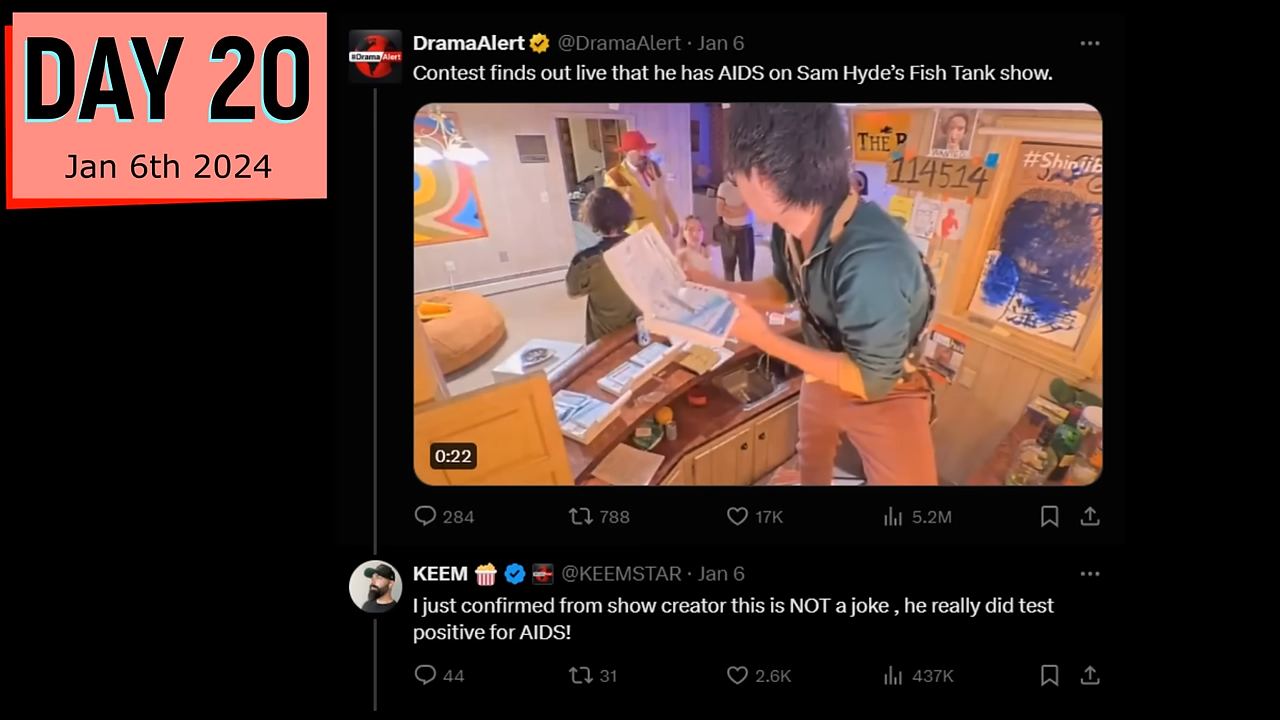 DAY 20
Jan 6th 2024
#DramaAlert
DramaAlert @DramaAlert · Jan 6
Contest finds out live that he has AIDS on Sam Hyde’s Fish Tank show.
THE R
WANTED
114514
0:22
284 788 17K 5.2M
KEEM 🍿 @KEEMSTAR · Jan 6
I just confirmed from show creator this is NOT a joke , he really did test
positive for AIDS!
44 31 2.6K 437K